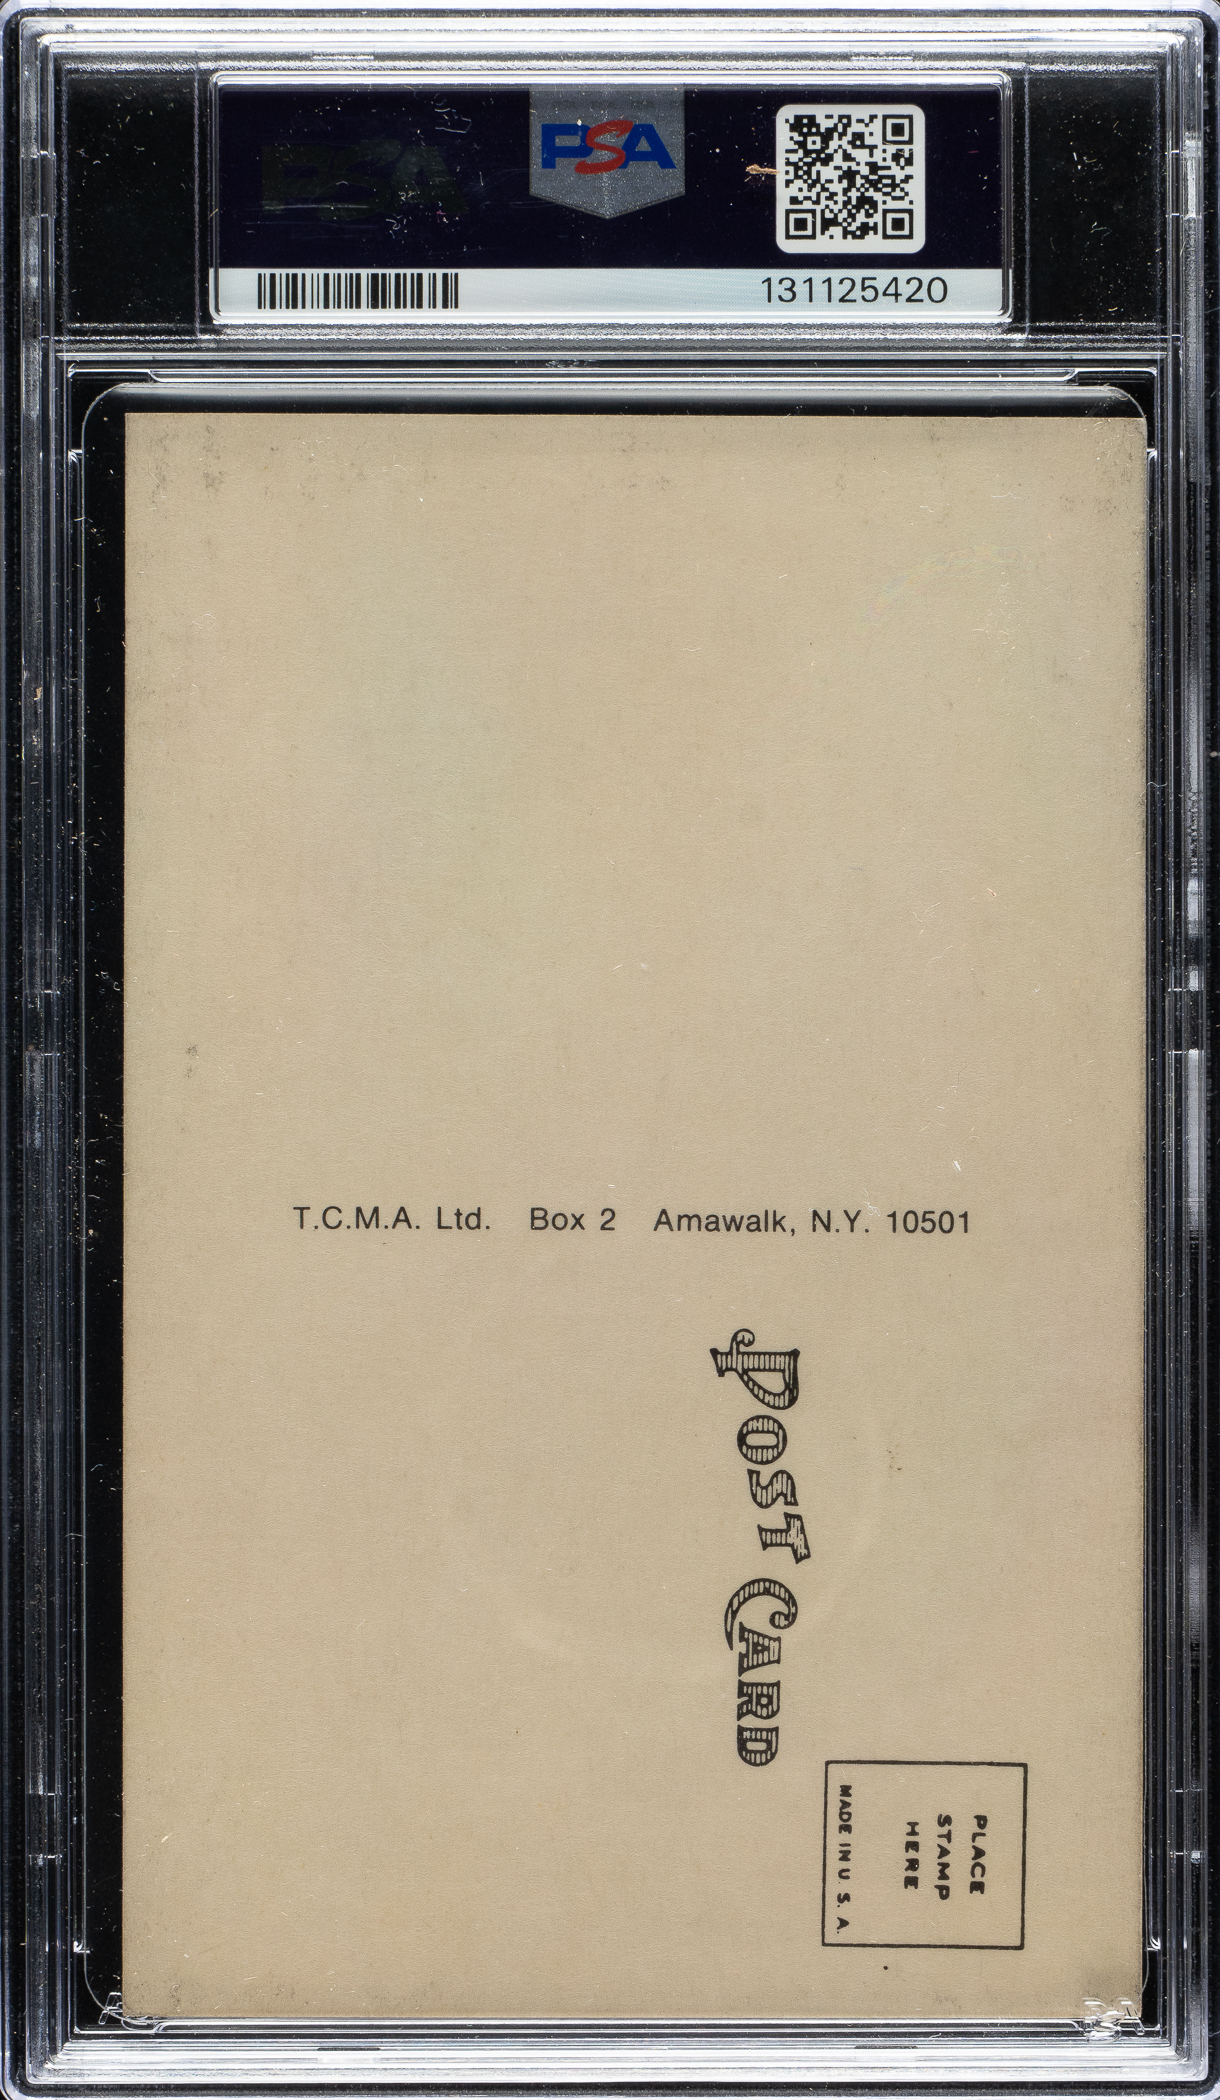 PSA
131125420
T.C.M.A. Ltd. Box 2 Amawalk, N.Y. 10501
POST CARD
PLACE
STAMP
HERE
MADE IN U. S. A.